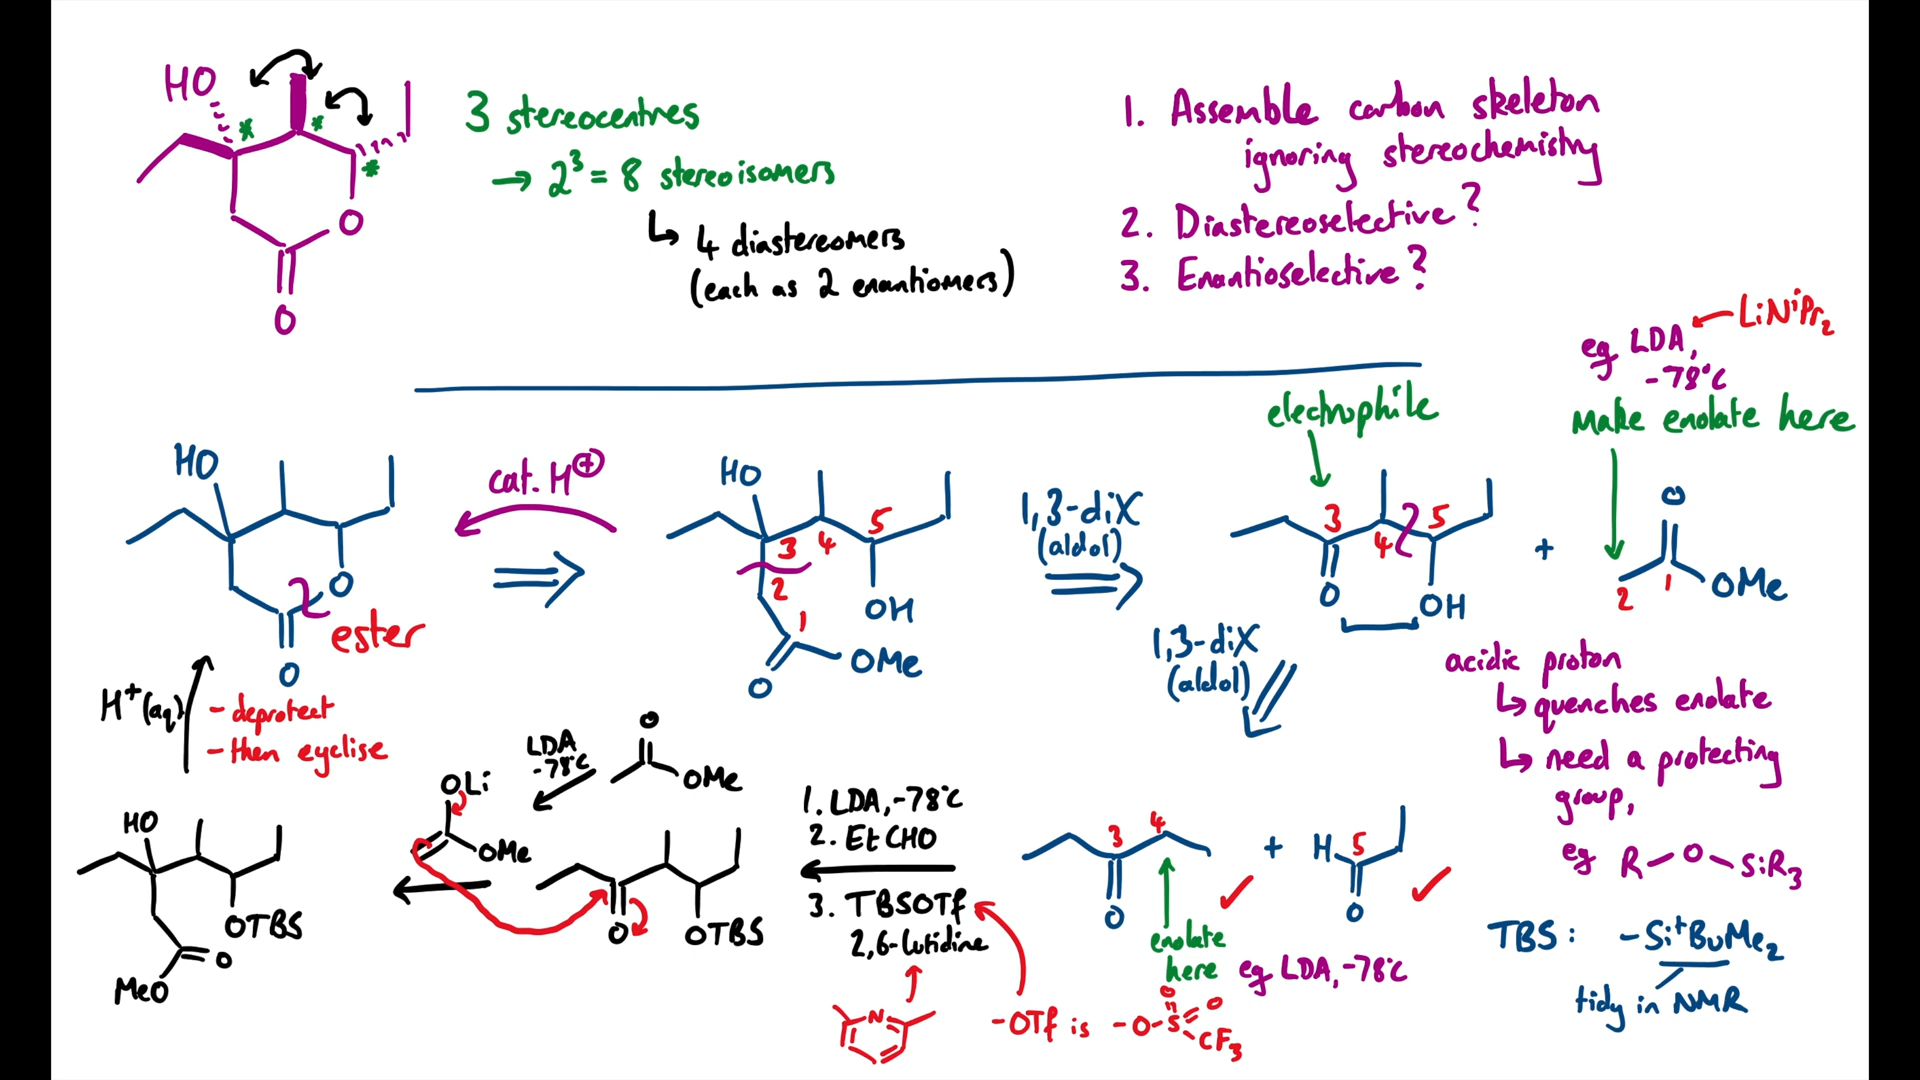 HO
*
*
*
O
O
3 stereocentres
→ 2³ = 8 stereoisomers
↳ 4 diastereomers
(each as 2 enantiomers)
1. Assemble carbon skeleton
ignoring stereochemistry
2. Diastereoselective?
3. Enantioselective?
LiNiPr₂
eg LDA,
-78°C
Make enolate here
electrophile
HO
O
O
ester
cat. H⊕
HO
3
4
5
2
1
OH
OMe
O
1,3-diX
(aldol)
3
4
5
O
OH
+
O
2
1
OMe
1,3-diX
(aldol)
acidic proton
↳ quenches enolate
↳ need a protecting
group,
eg R-O-SiR₃
TBS: -SiᵗBuMe₂
tidy in NMR
H⁺(aq)
- deprotect
- then cyclise
HO
OTBS
O
MeO
OLi
OMe
LDA
-78°C
O
OMe
O
OTBS
1. LDA, -78°C
2. EtCHO
3. TBSOTf
2,6-lutidine
N
3
4
O
+
H
5
O
enolate
here
eg LDA, -78°C
-OTf is -O-S
O
O
CF₃